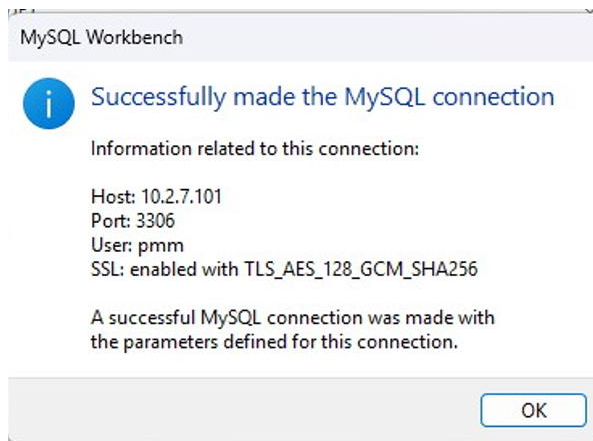 MySQL Workbench
Successfully made the MySQL connection
Information related to this connection:
Host: 10.2.7.101
Port: 3306
User: pmm
SSL: enabled with TLS_AES_128_GCM_SHA256
A successful MySQL connection was made with
the parameters defined for this connection.
OK